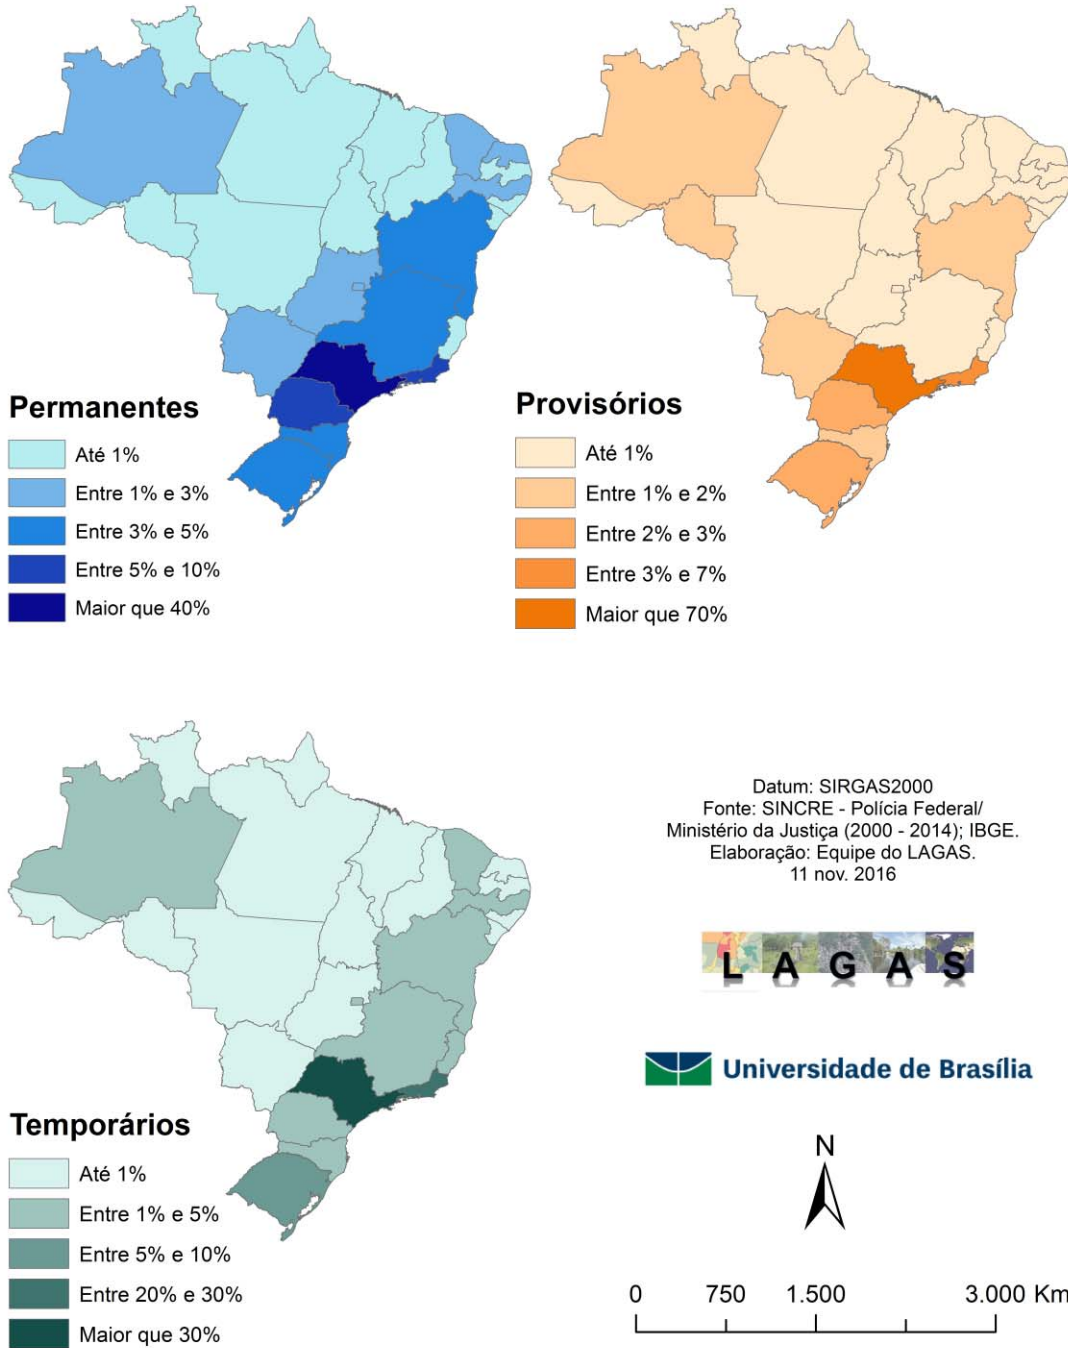 Permanentes
Até 1%
Entre 1% e 3%
Entre 3% e 5%
Entre 5% e 10%
Maior que 40%
Provisórios
Até 1%
Entre 1% e 2%
Entre 2% e 3%
Entre 3% e 7%
Maior que 70%
Temporários
Até 1%
Entre 1% e 5%
Entre 5% e 10%
Entre 20% e 30%
Maior que 30%
Datum: SIRGAS2000
Fonte: SINCRE - Polícia Federal/
Ministério da Justiça (2000 - 2014); IBGE.
Elaboração: Equipe do LAGAS.
11 nov. 2016
L A G A S
Universidade de Brasília
N
0 750 1.500 3.000 Km